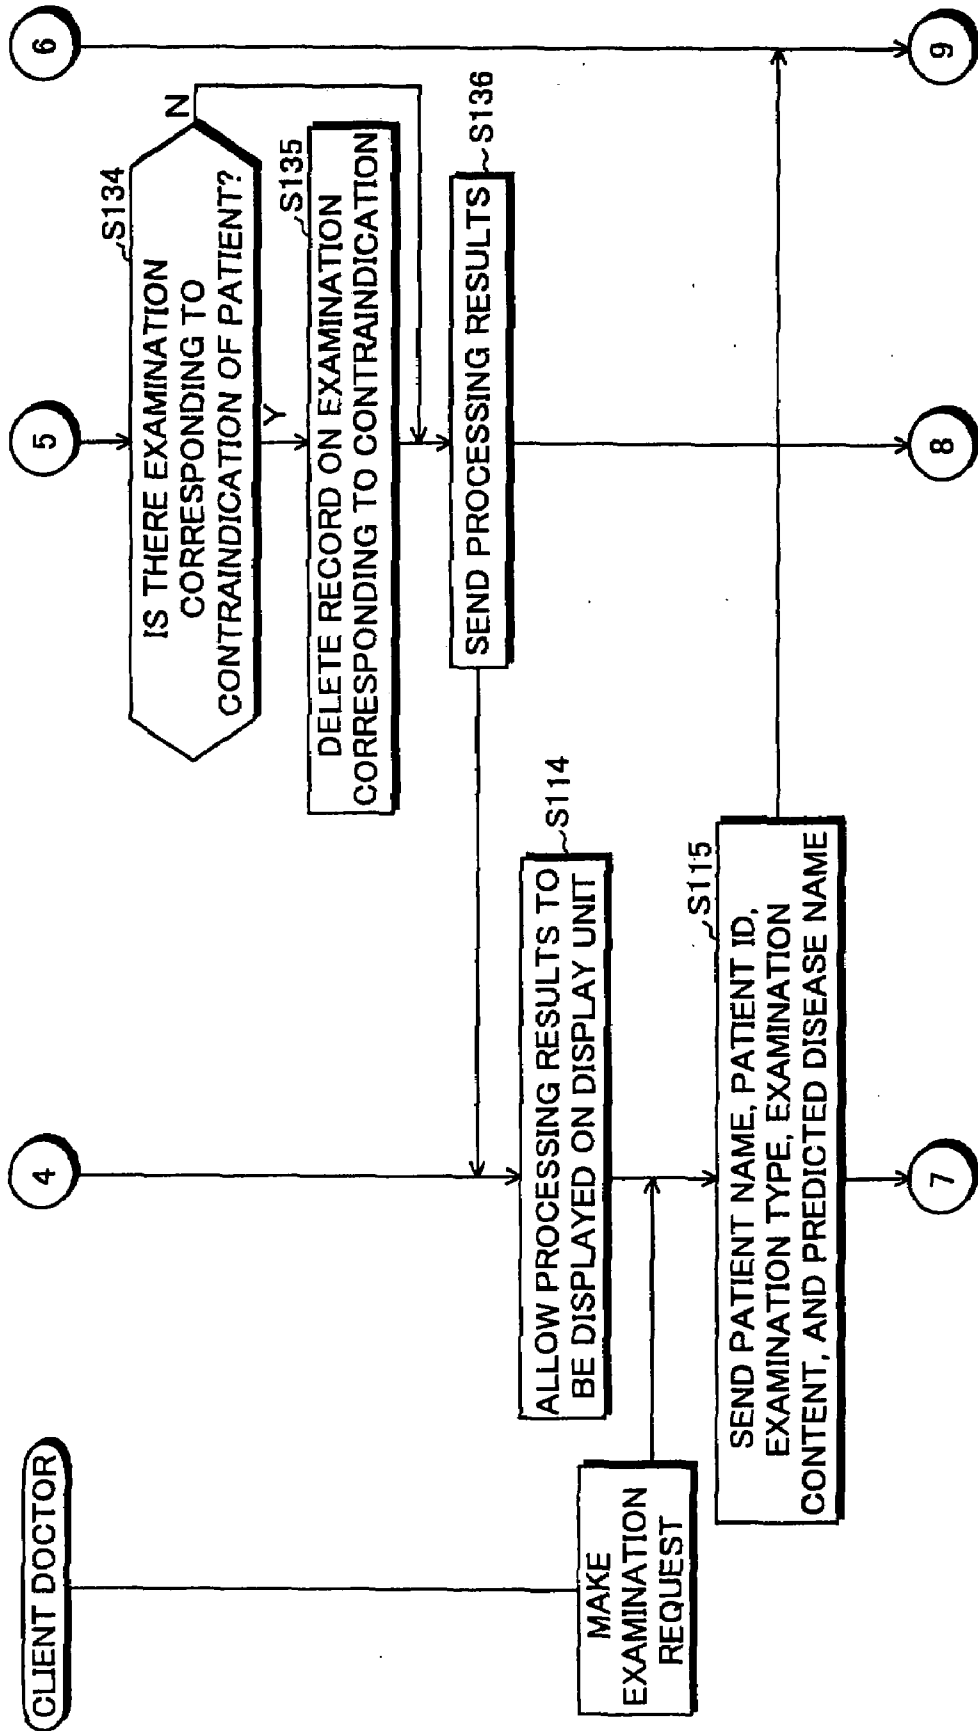 CLIENT DOCTOR
4
5
6
S134
IS THERE EXAMINATION
CORRESPONDING TO
CONTRAINDICATION OF PATIENT?
N
Y
S135
DELETE RECORD ON EXAMINATION
CORRESPONDING TO CONTRAINDICATION
S136
SEND PROCESSING RESULTS
S114
ALLOW PROCESSING RESULTS TO
BE DISPLAYED ON DISPLAY UNIT
MAKE
EXAMINATION
REQUEST
S115
SEND PATIENT NAME, PATIENT ID,
EXAMINATION TYPE, EXAMINATION
CONTENT, AND PREDICTED DISEASE NAME
7
8
9